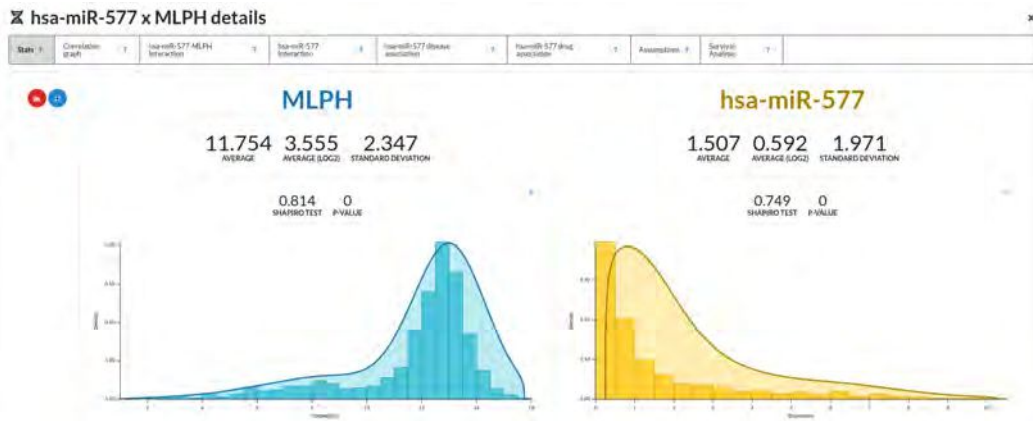 hsa-miR-577 x MLPH details
Stats ? Correlation graph ? hsa-miR-577 MLPH Interaction ? hsa-miR-577 Interaction ? hsa-miR-577 disease association ? hsa-miR-577 drug association ? Assumptions ? Survival Analysis ?
MLPH hsa-miR-577
11.754 3.555 2.347 1.507 0.592 1.971
AVERAGE AVERAGE (LOG2) STANDARD DEVIATION AVERAGE AVERAGE (LOG2) STANDARD DEVIATION
0.814 0 0.749 0
SHAPIRO TEST P-VALUE SHAPIRO TEST P-VALUE